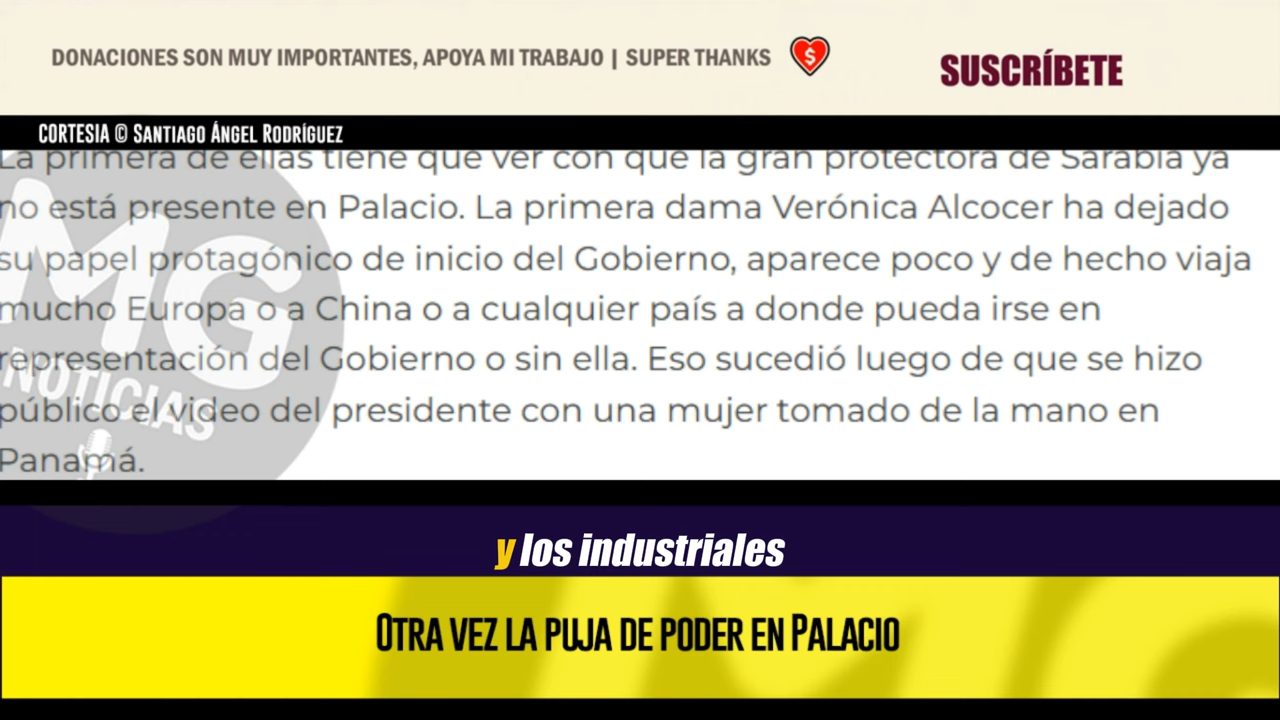 DONACIONES SON MUY IMPORTANTES, APOYA MI TRABAJO | SUPER THANKS
$
SUSCRÍBETE
CORTESIA © SANTIAGO ÁNGEL RODRÍGUEZ
La primera de ellas tiene que ver con que la gran protectora de Sarabia ya
no está presente en Palacio. La primera dama Verónica Alcocer ha dejado
su papel protagónico de inicio del Gobierno, aparece poco y de hecho viaja
mucho Europa o a China o a cualquier país a donde pueda irse en
representación del Gobierno o sin ella. Eso sucedió luego de que se hizo
público el video del presidente con una mujer tomado de la mano en
Panamá.
MG
NOTICIAS
y los industriales
OTRA VEZ LA PUJA DE PODER EN PALACIO